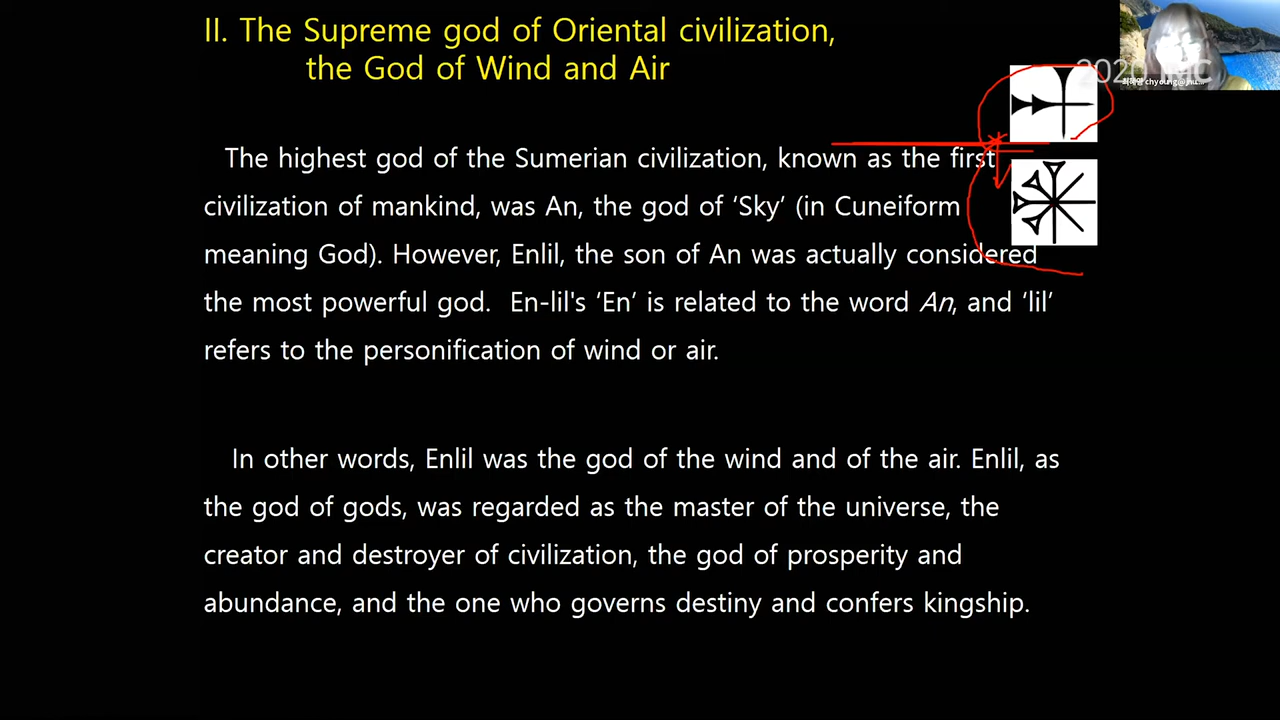 II. The Supreme god of Oriental civilization,
the God of Wind and Air
The highest god of the Sumerian civilization, known as the first
civilization of mankind, was An, the god of ‘Sky’ (in Cuneiform
meaning God). However, Enlil, the son of An was actually considered
the most powerful god. En-lil's ‘En’ is related to the word An, and ‘lil’
refers to the personification of wind or air.
In other words, Enlil was the god of the wind and of the air. Enlil, as
the god of gods, was regarded as the master of the universe, the
creator and destroyer of civilization, the god of prosperity and
abundance, and the one who governs destiny and confers kingship.
2020